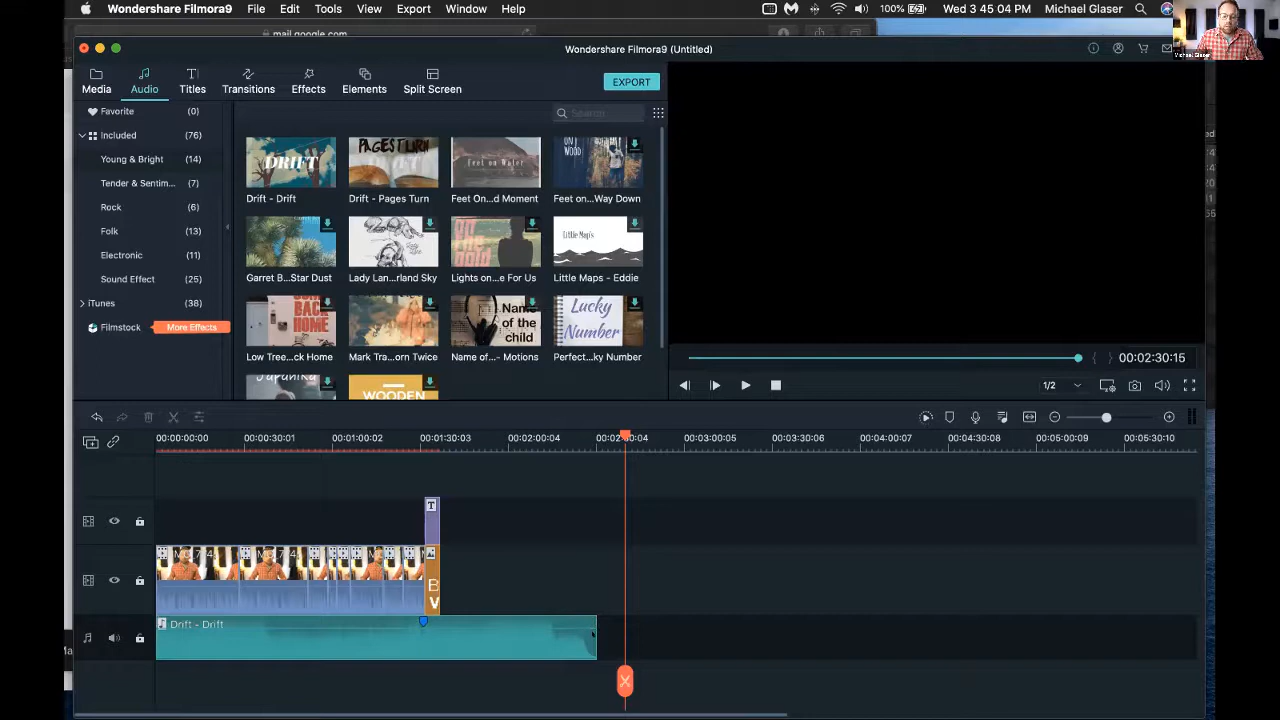 Wondershare Filmora9 File Edit Tools View Export Window Help 100% Wed 3 45 04 PM Michael Glaser
mail.google.com
Michael Glaser
Wondershare Filmora9 (Untitled)
Media Audio Titles Transitions Effects Elements Split Screen EXPORT
Favorite (0)
Included (76)
Young & Bright (14)
Tender & Sentim... (7)
Rock (6)
Folk (13)
Electronic (11)
Sound Effect (25)
iTunes (38)
Filmstock More Effects
Search
DRIFT
PAGES TURN
Feet on Water
Drift - Drift
Drift - Pages Turn
Feet On...d Moment
Feet on...Way Down
Little Maps
Garret B...Star Dust
Lady Lan...rland Sky
Lights on...e For Us
Little Maps - Eddie
BACK HOME
Name of the child
Lucky Number
Low Tree...ck Home
Mark Tra...orn Twice
Name of...- Motions
Perfect...ky Number
WOODEN
00:02:30:15
1/2
00:00:00:00 00:00:30:01 00:01:00:02 00:01:30:03 00:02:00:04 00:02:30:04 00:03:00:05 00:03:30:06 00:04:00:07 00:04:30:08 00:05:00:09 00:05:30:10
T
Drift - Drift